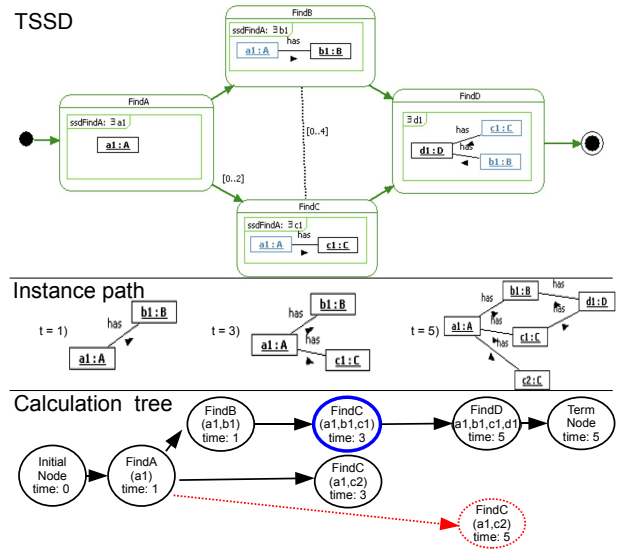 TSSD
FindB
ssdFindA: ∃ b1
a1:A
has
b1:B
FindA
ssdFindA: ∃ a1
a1:A
[0..4]
[0..2]
FindD
∃ d1
has
c1:C
d1:D
has
b1:B
FindC
ssdFindA: ∃ c1
has
a1:A
c1:C
Instance path
t = 1)
has
b1:B
a1:A
t = 3)
b1:B
has
a1:A
has
c1:C
t = 5)
b1:B
has
d1:D
has
a1:A
has
c1:C
has
has
c2:C
Calculation tree
FindB
(a1,b1)
time: 1
FindC
(a1,b1,c1)
time: 3
FindD
a1,b1,c1,d1)
time: 5
Term
Node
time: 5
Initial
Node
time: 0
FindA
(a1)
time: 1
FindC
(a1,c2)
time: 3
FindC
(a1,c2)
time: 5